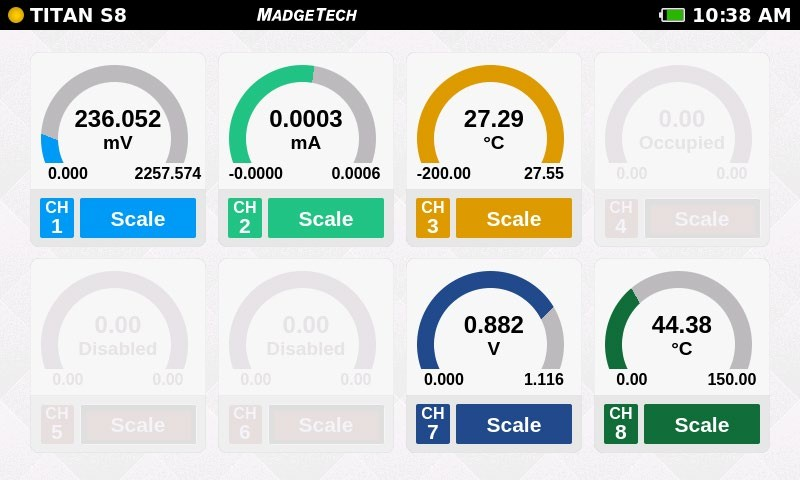 TITAN S8 MADGETECH 10:38 AM
236.052
mV
0.000 2257.574
CH
1
Scale
0.0003
mA
-0.0000 0.0006
CH
2
Scale
27.29
°C
-200.00 27.55
CH
3
Scale
0.00
Occupied
0.00 0.00
CH
4
Scale
0.00
Disabled
0.00 0.00
CH
5
Scale
0.00
Disabled
0.00 0.00
CH
6
Scale
0.882
V
0.000 1.116
CH
7
Scale
44.38
°C
0.00 150.00
CH
8
Scale